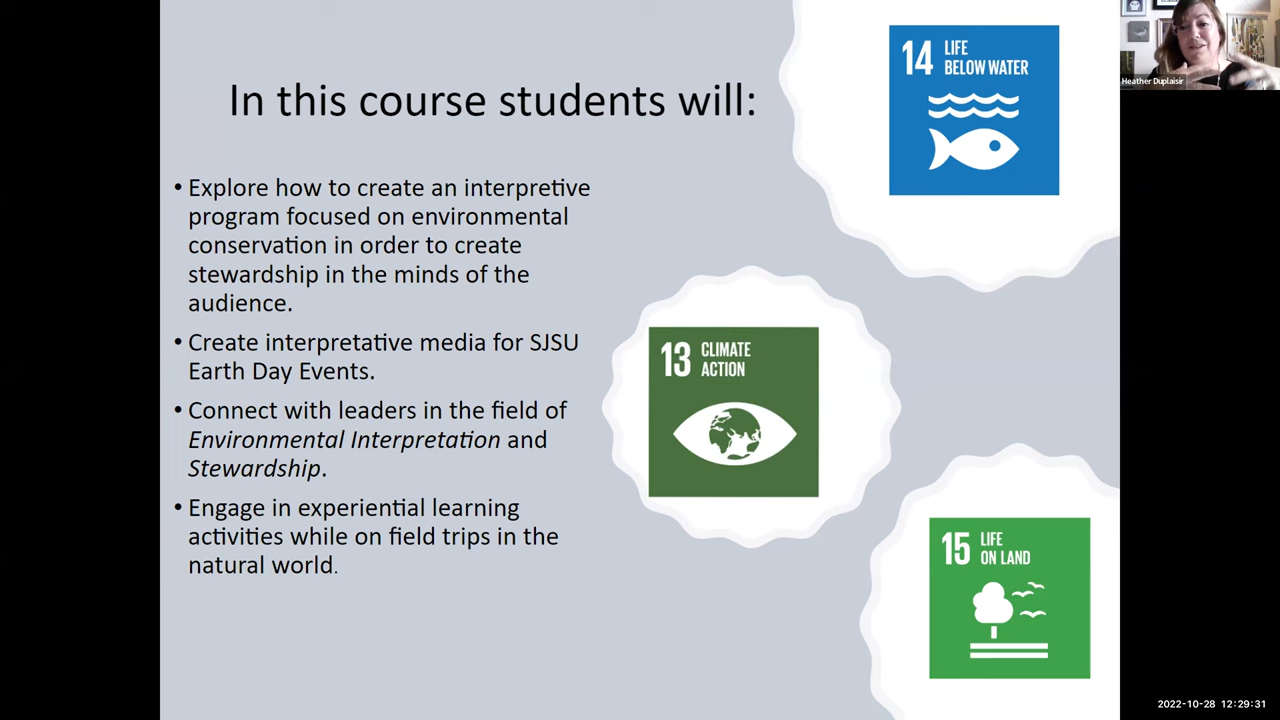 In this course students will:
• Explore how to create an interpretive
program focused on environmental
conservation in order to create
stewardship in the minds of the
audience.
• Create interpretative media for SJSU
Earth Day Events.
• Connect with leaders in the field of
Environmental Interpretation and
Stewardship.
• Engage in experiential learning
activities while on field trips in the
natural world.
14 LIFE
BELOW WATER
13 CLIMATE
ACTION
15 LIFE
ON LAND
Heather Duplaisir
2022-10-28 12:29:31